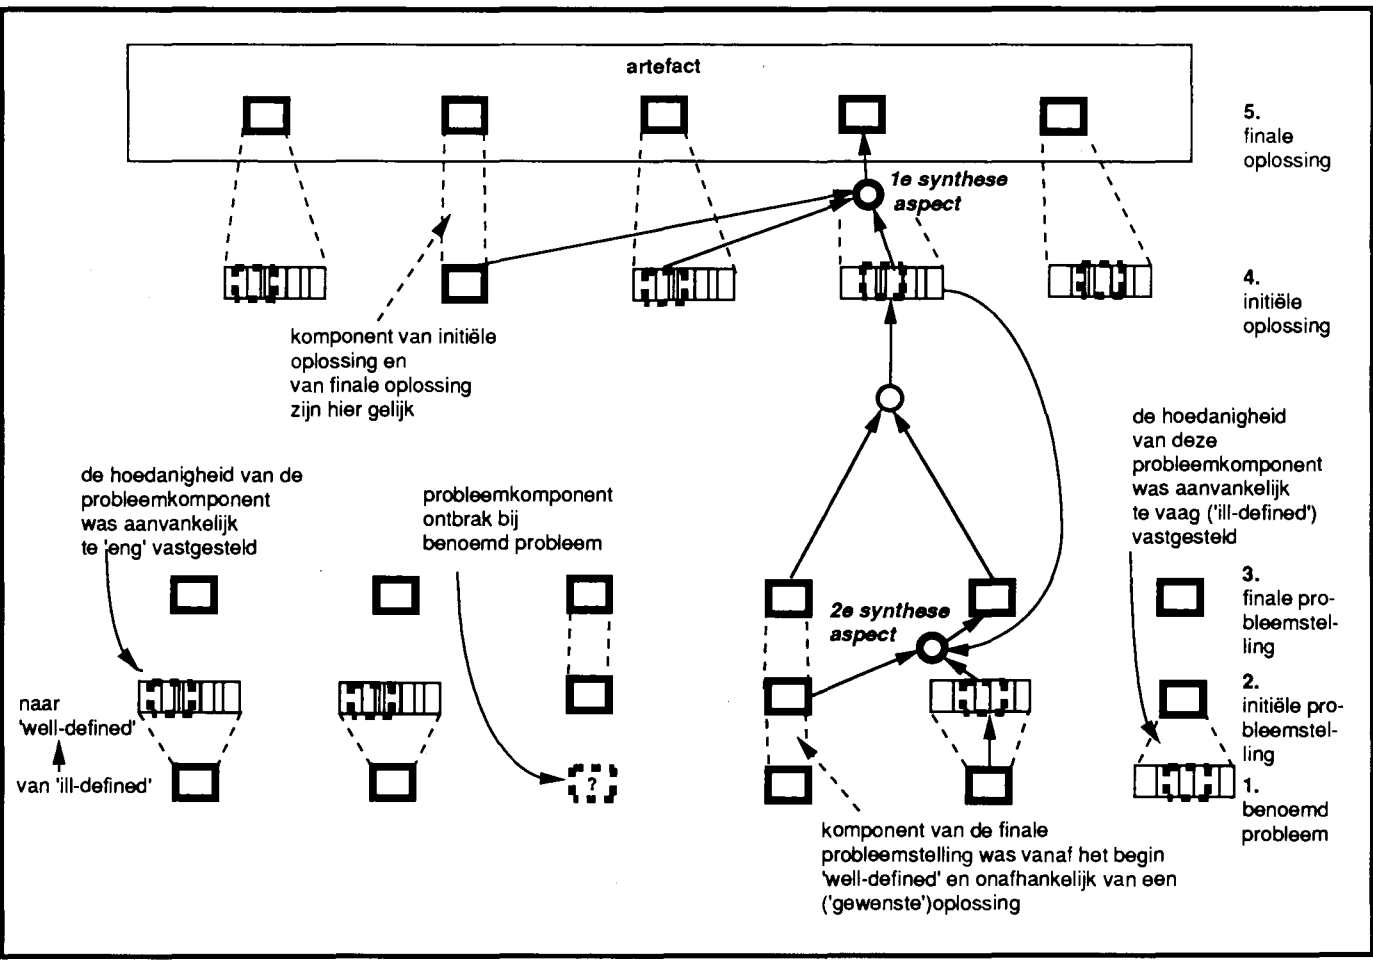 artefact
5.
finale
oplossing
1e synthese
aspect
4.
initiële
oplossing
komponent van initiële
oplossing en
van finale oplossing
zijn hier gelijk
de hoedanigheid
van deze
probleemkomponent
was aanvankelijk
te vaag ('ill-defined')
vastgesteld
de hoedanigheid van de
probleemkomponent
was aanvankelijk
te 'eng' vastgesteld
probleemkomponent
ontbrak bij
benoemd probleem
3.
finale pro-
bleemstel-
ling
2e synthese
aspect
2.
initiële pro-
bleemstel-
ling
naar
'well-defined'
van 'ill-defined'
?
1.
benoemd
probleem
komponent van de finale
probleemstelling was vanaf het begin
'well-defined' en onafhankelijk van een
('gewenste')oplossing